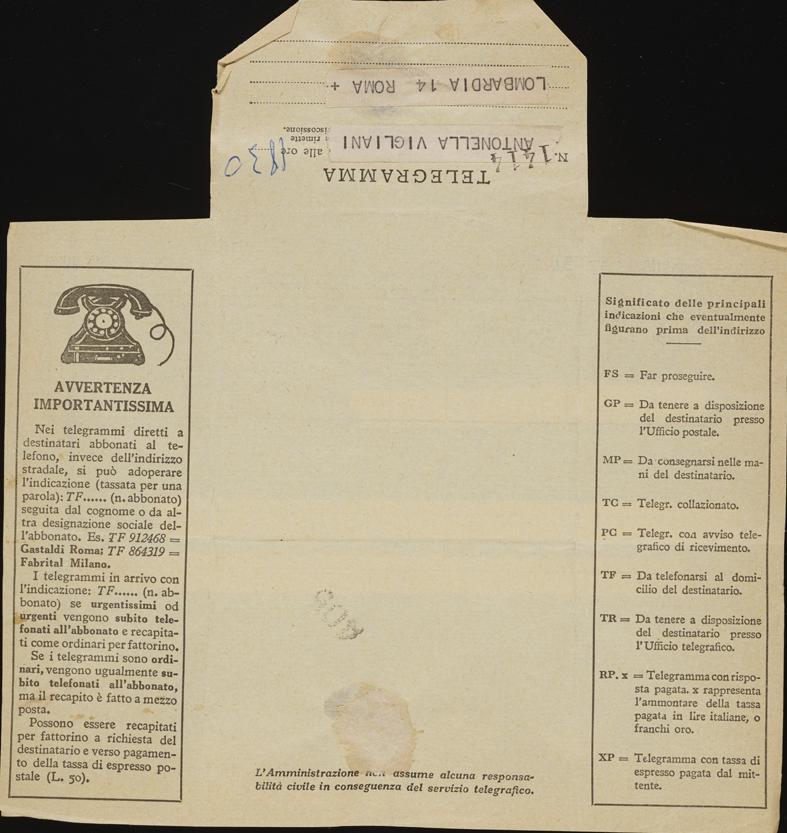 LOMBARDIA 14 ROMA +
ANTONELLA VIGLIANI
alle ore 1830
rimette
riscossione.
N. 1414
TELEGRAMMA
AVVERTENZA
IMPORTANTISSIMA
Nei telegrammi diretti a
destinatari abbonati al te-
lefono, invece dell'indirizzo
stradale, si può adoperare
l'indicazione (tassata per una
parola): TF...... (n. abbonato)
seguita dal cognome o da al-
tra designazione sociale del-
l'abbonato. Es. TF 912468 =
Gastaldi Roma; TF 864319 =
Fabrital Milano.
I telegrammi in arrivo con
l'indicazione: TF...... (n. ab-
bonato) se urgentissimi od
urgenti vengono subito tele-
fonati all'abbonato e recapita-
ti come ordinari per fattorino.
Se i telegrammi sono ordi-
nari, vengono ugualmente su-
bito telefonati all'abbonato,
ma il recapito è fatto a mezzo
posta.
Possono essere recapitati
per fattorino a richiesta del
destinatario e verso pagamen-
to della tassa di espresso po-
stale (L. 50).
L'Amministrazione non assume alcuna responsa-
bilità civile in conseguenza del servizio telegrafico.
Significato delle principali
indicazioni che eventualmente
figurano prima dell'indirizzo
FS = Far proseguire.
GP = Da tenere a disposizione
del destinatario presso
l'Ufficio postale.
MP = Da consegnarsi nelle ma-
ni del destinatario.
TC = Telegr. collazionato.
PC = Telegr. con avviso tele-
grafico di ricevimento.
TF = Da telefonarsi al domi-
cilio del destinatario.
TR = Da tenere a disposizione
del destinatario presso
l'Ufficio telegrafico.
RP. x = Telegramma con rispo-
sta pagata. x rappresenta
l'ammontare della tassa
pagata in lire italiane, o
franchi oro.
XP = Telegramma con tassa di
espresso pagata dal mit-
tente.